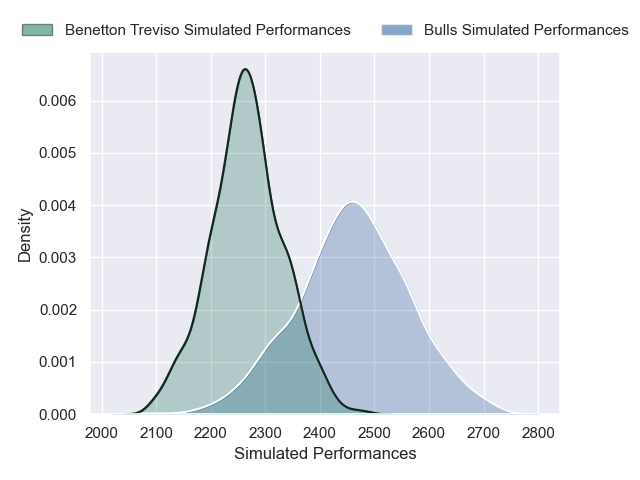 Benetton Treviso Simulated Performances Bulls Simulated Performances
0.006
0.005
0.004
0.003
0.002
0.001
0.000
Density
2000 2100 2200 2300 2400 2500 2600 2700 2800
Simulated Performances